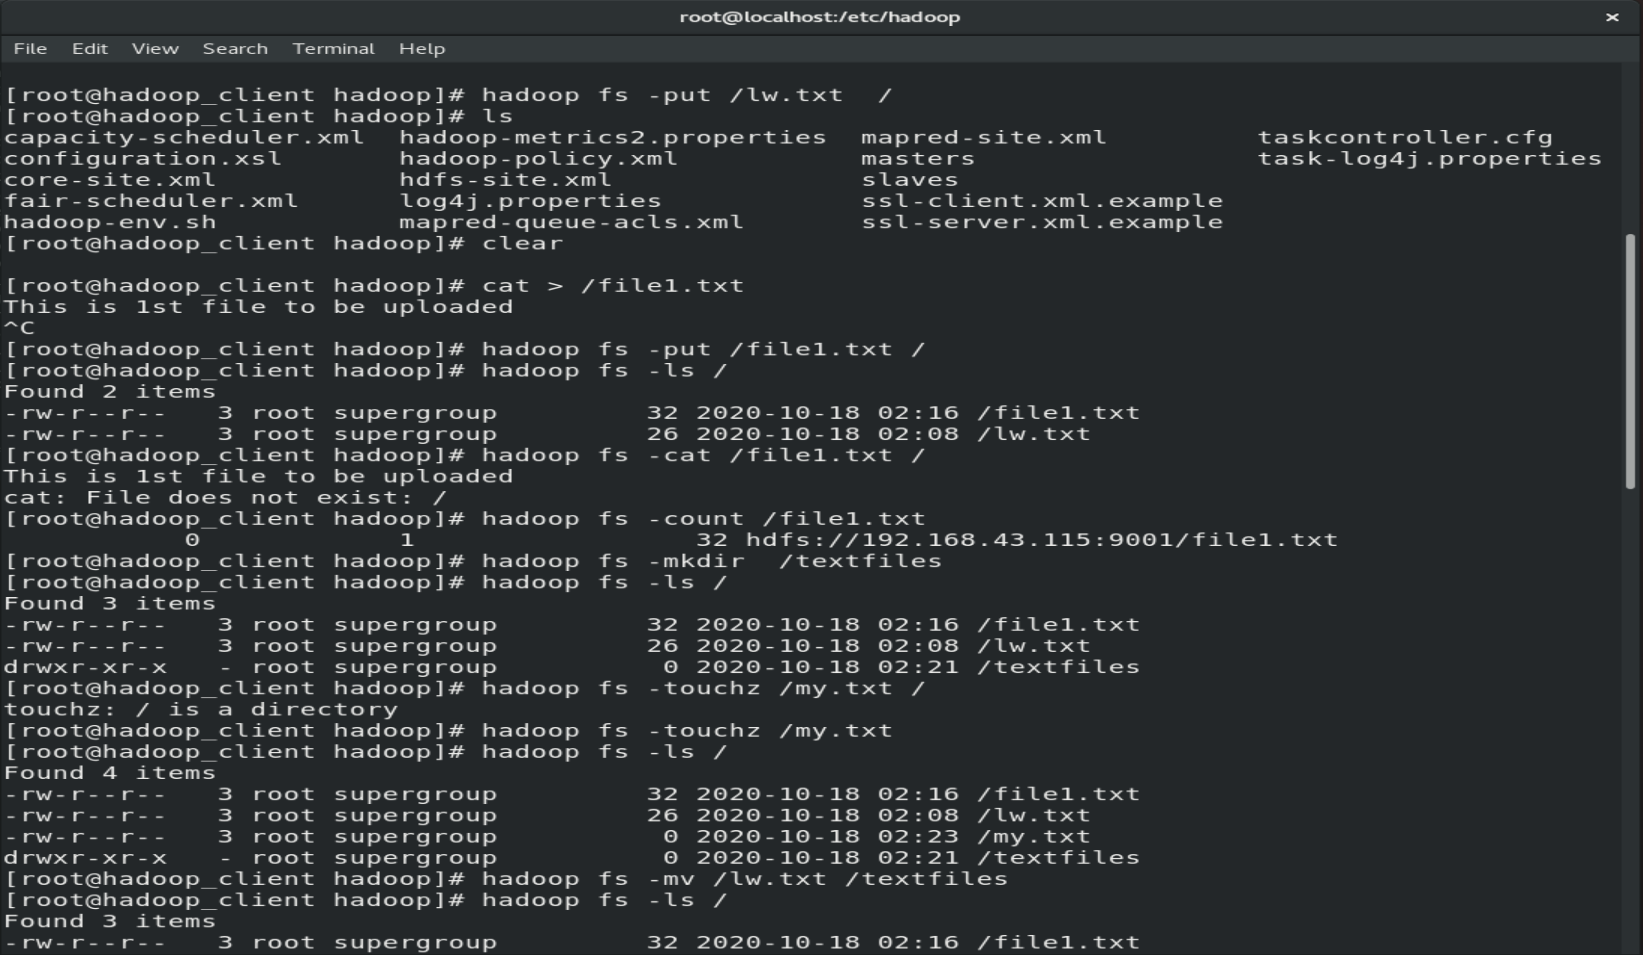 root@localhost:/etc/hadoop ×
File Edit View Search Terminal Help
[root@hadoop_client hadoop]# hadoop fs -put /lw.txt  /
[root@hadoop_client hadoop]# ls
capacity-scheduler.xml  hadoop-metrics2.properties  mapred-site.xml         taskcontroller.cfg
configuration.xsl       hadoop-policy.xml           masters                 task-log4j.properties
core-site.xml           hdfs-site.xml               slaves
fair-scheduler.xml      log4j.properties            ssl-client.xml.example
hadoop-env.sh           mapred-queue-acls.xml       ssl-server.xml.example
[root@hadoop_client hadoop]# clear
[root@hadoop_client hadoop]# cat > /file1.txt
This is 1st file to be uploaded
^C
[root@hadoop_client hadoop]# hadoop fs -put /file1.txt /
[root@hadoop_client hadoop]# hadoop fs -ls /
Found 2 items
-rw-r--r--   3 root supergroup         32 2020-10-18 02:16 /file1.txt
-rw-r--r--   3 root supergroup         26 2020-10-18 02:08 /lw.txt
[root@hadoop_client hadoop]# hadoop fs -cat /file1.txt /
This is 1st file to be uploaded
cat: File does not exist: /
[root@hadoop_client hadoop]# hadoop fs -count /file1.txt
           0            1                 32 hdfs://192.168.43.115:9001/file1.txt
[root@hadoop_client hadoop]# hadoop fs -mkdir  /textfiles
[root@hadoop_client hadoop]# hadoop fs -ls /
Found 3 items
-rw-r--r--   3 root supergroup         32 2020-10-18 02:16 /file1.txt
-rw-r--r--   3 root supergroup         26 2020-10-18 02:08 /lw.txt
drwxr-xr-x   - root supergroup          0 2020-10-18 02:21 /textfiles
[root@hadoop_client hadoop]# hadoop fs -touchz /my.txt /
touchz: / is a directory
[root@hadoop_client hadoop]# hadoop fs -touchz /my.txt
[root@hadoop_client hadoop]# hadoop fs -ls /
Found 4 items
-rw-r--r--   3 root supergroup         32 2020-10-18 02:16 /file1.txt
-rw-r--r--   3 root supergroup         26 2020-10-18 02:08 /lw.txt
-rw-r--r--   3 root supergroup          0 2020-10-18 02:23 /my.txt
drwxr-xr-x   - root supergroup          0 2020-10-18 02:21 /textfiles
[root@hadoop_client hadoop]# hadoop fs -mv /lw.txt /textfiles
[root@hadoop_client hadoop]# hadoop fs -ls /
Found 3 items
-rw-r--r--   3 root supergroup         32 2020-10-18 02:16 /file1.txt